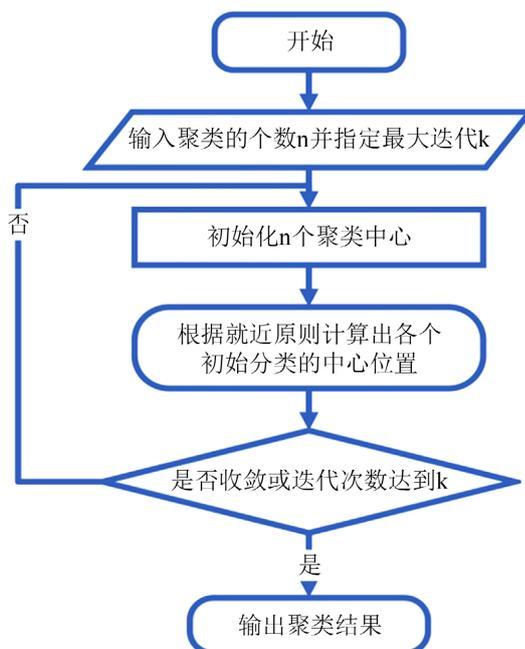 开始
输入聚类的个数n并指定最大迭代k
否
初始化n个聚类中心
根据就近原则计算出各个
初始分类的中心位置
是否收敛或迭代次数达到k
是
输出聚类结果